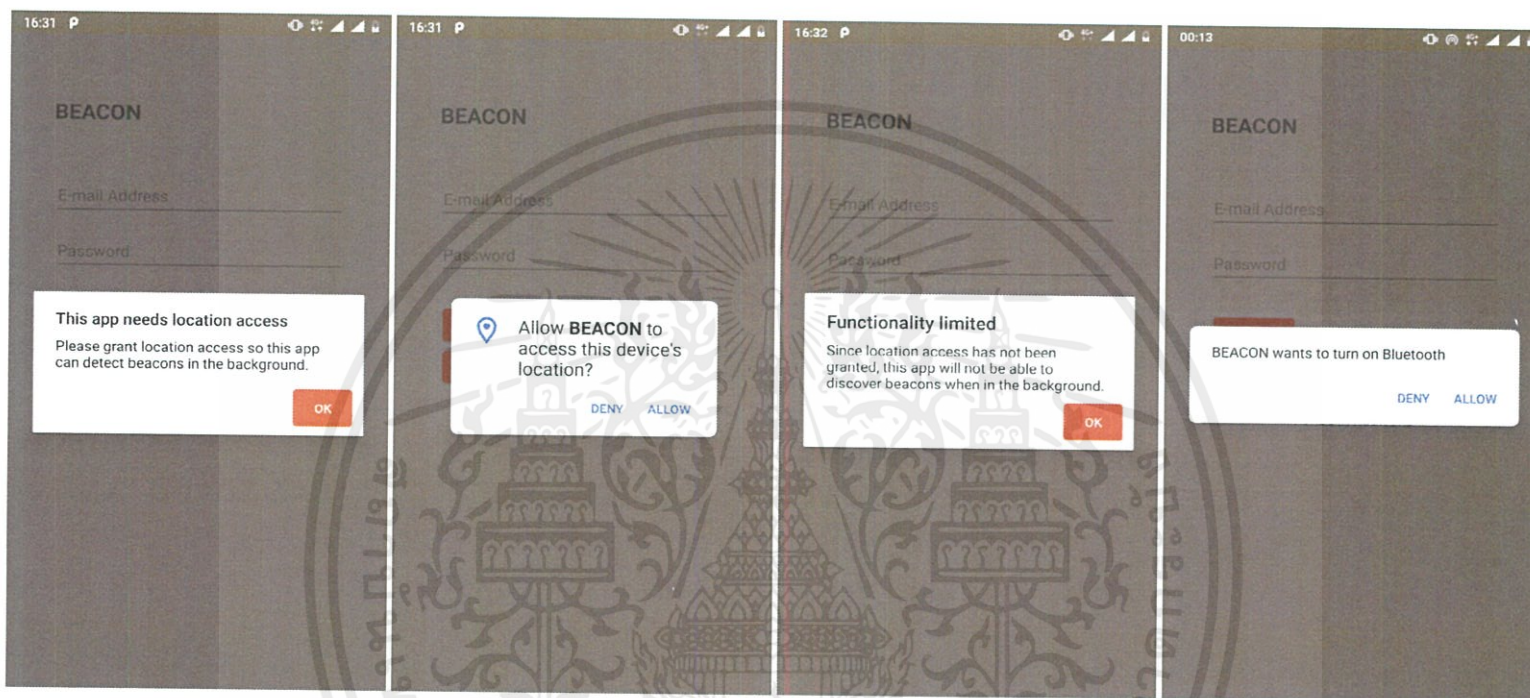 16:31
BEACON
E-mail Address
Password
This app needs location access
Please grant location access so this app
can detect beacons in the background.
OK
16:31
BEACON
E-mail Address
Password
Allow BEACON to
access this device's
location?
DENY ALLOW
16:32
BEACON
E-mail Address
Password
Functionality limited
Since location access has not been
granted, this app will not be able to
discover beacons when in the background.
OK
00:13
BEACON
E-mail Address
Password
BEACON wants to turn on Bluetooth
DENY ALLOW